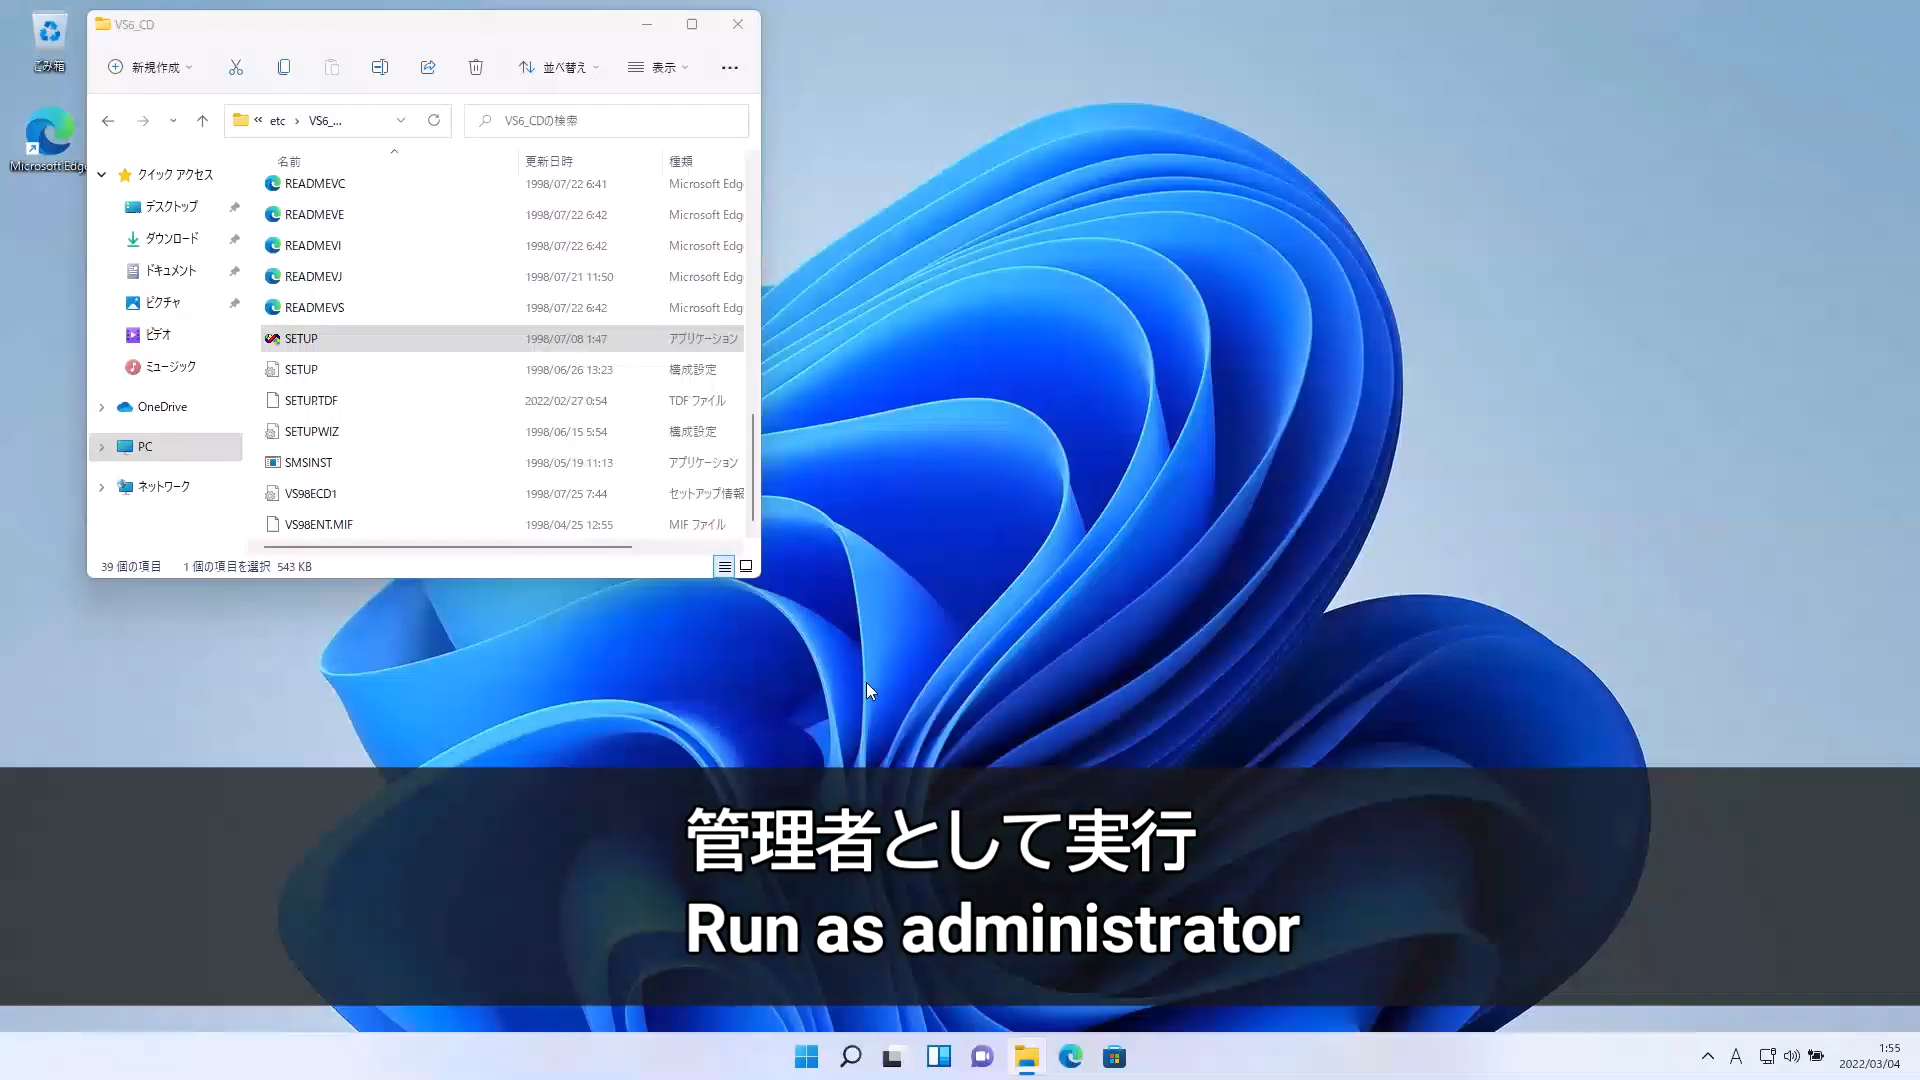 ごみ箱
Microsoft Edge
VS6_CD
新規作成
並べ替え
表示
etc › VS6_...
VS6_CDの検索
クイック アクセス
デスクトップ
ダウンロード
ドキュメント
ピクチャ
ビデオ
ミュージック
OneDrive
PC
ネットワーク
名前 更新日時 種類
READMEVC 1998/07/22 6:41 Microsoft Edg
READMEVE 1998/07/22 6:42 Microsoft Edg
READMEVI 1998/07/22 6:42 Microsoft Edg
READMEVJ 1998/07/21 11:50 Microsoft Edg
READMEVS 1998/07/22 6:42 Microsoft Edg
SETUP 1998/07/08 1:47 アプリケーション
SETUP 1998/06/26 13:23 構成設定
SETUP.TDF 2022/02/27 0:54 TDF ファイル
SETUPWIZ 1998/06/15 5:54 構成設定
SMSINST 1998/05/19 11:13 アプリケーション
VS98ECD1 1998/07/25 7:44 セットアップ情報
VS98ENT.MIF 1998/04/25 12:55 MIF ファイル
39 個の項目 1 個の項目を選択 543 KB
管理者として実行
Run as administrator
A
1:55
2022/03/04